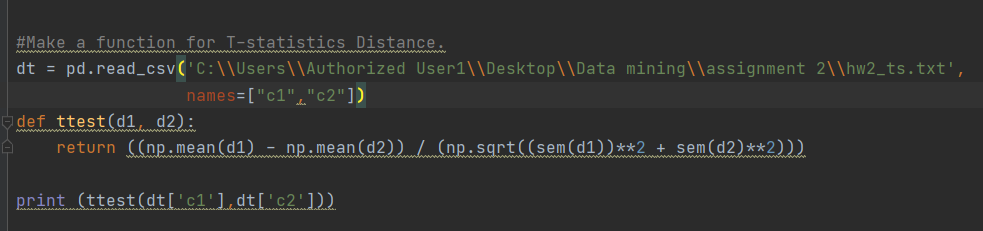 #Make a function for T-statistics Distance.
dt = pd.read_csv('C:\\Users\\Authorized User1\\Desktop\\Data mining\\assignment 2\\hw2_ts.txt',
names=["c1","c2"])
def ttest(d1, d2):
return ((np.mean(d1) - np.mean(d2)) / (np.sqrt((sem(d1))**2 + sem(d2)**2)))
print (ttest(dt['c1'],dt['c2']))